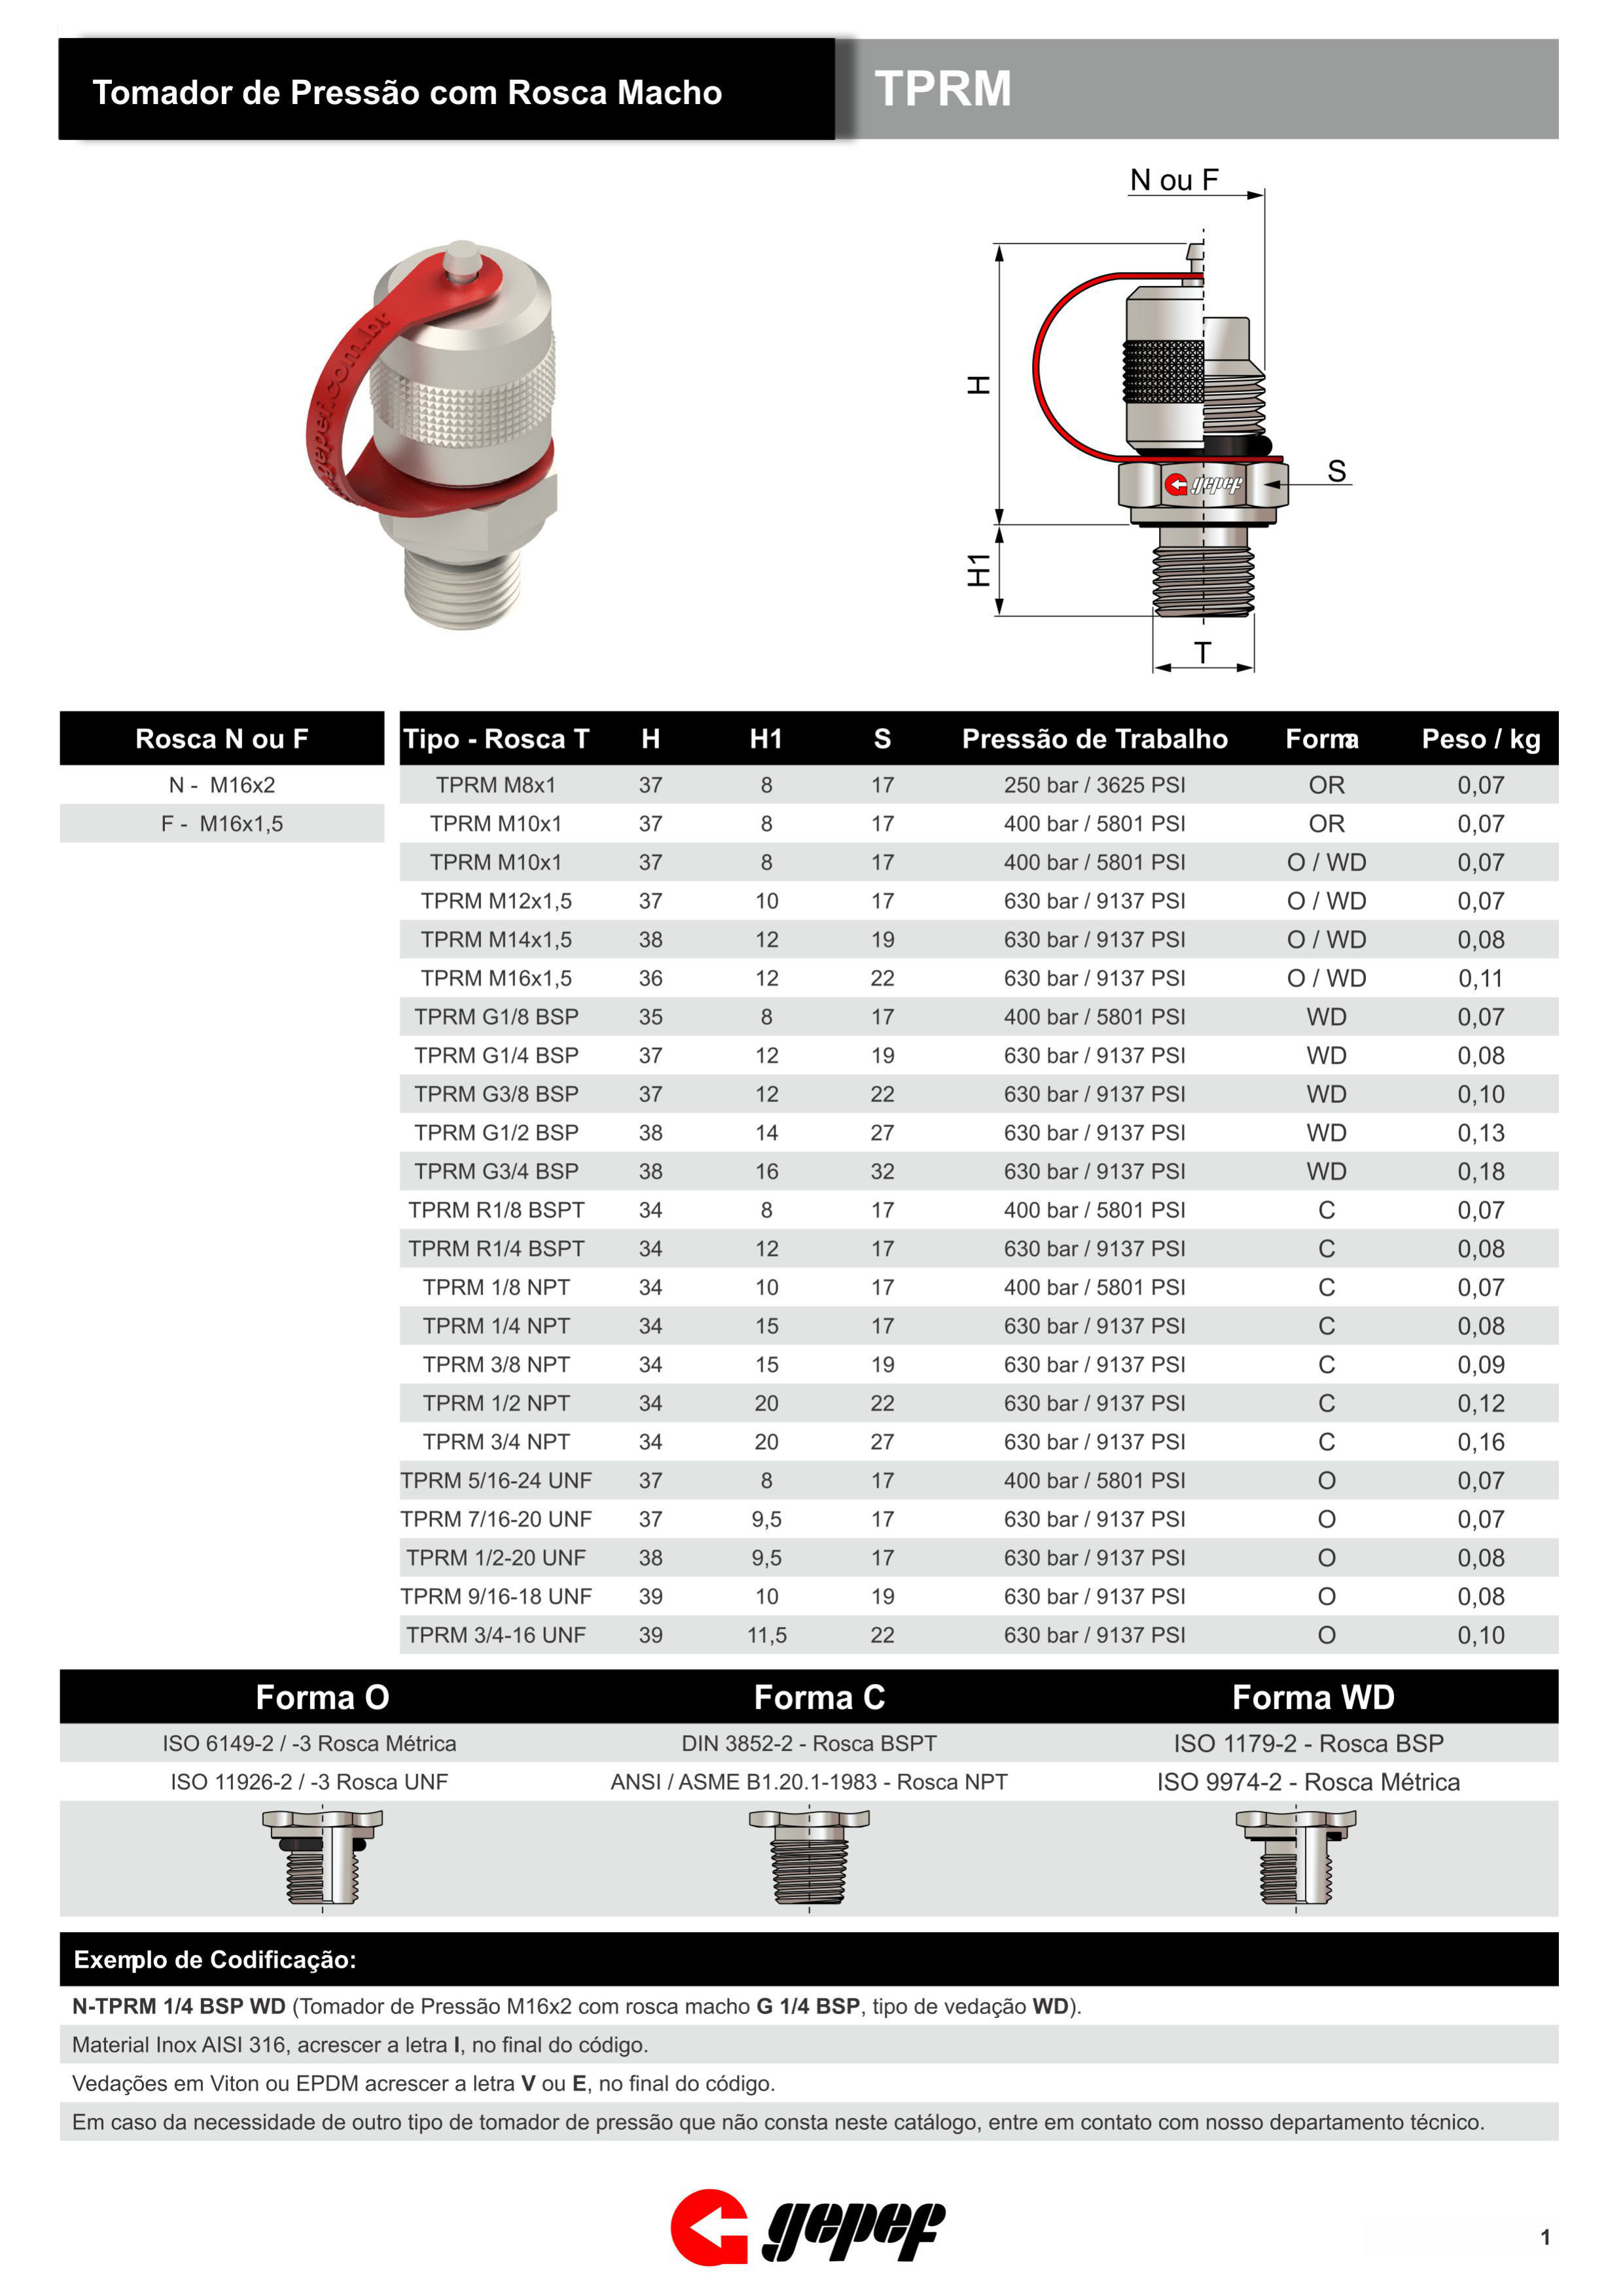 Tomador de Pressão com Rosca Macho TPRM
N ou F
gepef.com.br
H
S
gepef
H1
T
Rosca N ou F
N - M16x2
F - M16x1,5
Tipo - Rosca T H H1 S Pressão de Trabalho Forma Peso / kg
TPRM M8x1 37 8 17 250 bar / 3625 PSI OR 0,07
TPRM M10x1 37 8 17 400 bar / 5801 PSI OR 0,07
TPRM M10x1 37 8 17 400 bar / 5801 PSI O / WD 0,07
TPRM M12x1,5 37 10 17 630 bar / 9137 PSI O / WD 0,07
TPRM M14x1,5 38 12 19 630 bar / 9137 PSI O / WD 0,08
TPRM M16x1,5 36 12 22 630 bar / 9137 PSI O / WD 0,11
TPRM G1/8 BSP 35 8 17 400 bar / 5801 PSI WD 0,07
TPRM G1/4 BSP 37 12 19 630 bar / 9137 PSI WD 0,08
TPRM G3/8 BSP 37 12 22 630 bar / 9137 PSI WD 0,10
TPRM G1/2 BSP 38 14 27 630 bar / 9137 PSI WD 0,13
TPRM G3/4 BSP 38 16 32 630 bar / 9137 PSI WD 0,18
TPRM R1/8 BSPT 34 8 17 400 bar / 5801 PSI C 0,07
TPRM R1/4 BSPT 34 12 17 630 bar / 9137 PSI C 0,08
TPRM 1/8 NPT 34 10 17 400 bar / 5801 PSI C 0,07
TPRM 1/4 NPT 34 15 17 630 bar / 9137 PSI C 0,08
TPRM 3/8 NPT 34 15 19 630 bar / 9137 PSI C 0,09
TPRM 1/2 NPT 34 20 22 630 bar / 9137 PSI C 0,12
TPRM 3/4 NPT 34 20 27 630 bar / 9137 PSI C 0,16
TPRM 5/16-24 UNF 37 8 17 400 bar / 5801 PSI O 0,07
TPRM 7/16-20 UNF 37 9,5 17 630 bar / 9137 PSI O 0,07
TPRM 1/2-20 UNF 38 9,5 17 630 bar / 9137 PSI O 0,08
TPRM 9/16-18 UNF 39 10 19 630 bar / 9137 PSI O 0,08
TPRM 3/4-16 UNF 39 11,5 22 630 bar / 9137 PSI O 0,10
Forma O Forma C Forma WD
ISO 6149-2 / -3 Rosca Métrica DIN 3852-2 - Rosca BSPT ISO 1179-2 - Rosca BSP
ISO 11926-2 / -3 Rosca UNF ANSI / ASME B1.20.1-1983 - Rosca NPT ISO 9974-2 - Rosca Métrica
Exemplo de Codificação:
N-TPRM 1/4 BSP WD (Tomador de Pressão M16x2 com rosca macho G 1/4 BSP, tipo de vedação WD).
Material Inox AISI 316, acrescer a letra I, no final do código.
Vedações em Viton ou EPDM acrescer a letra V ou E, no final do código.
Em caso da necessidade de outro tipo de tomador de pressão que não consta neste catálogo, entre em contato com nosso departamento técnico.
gepef
1